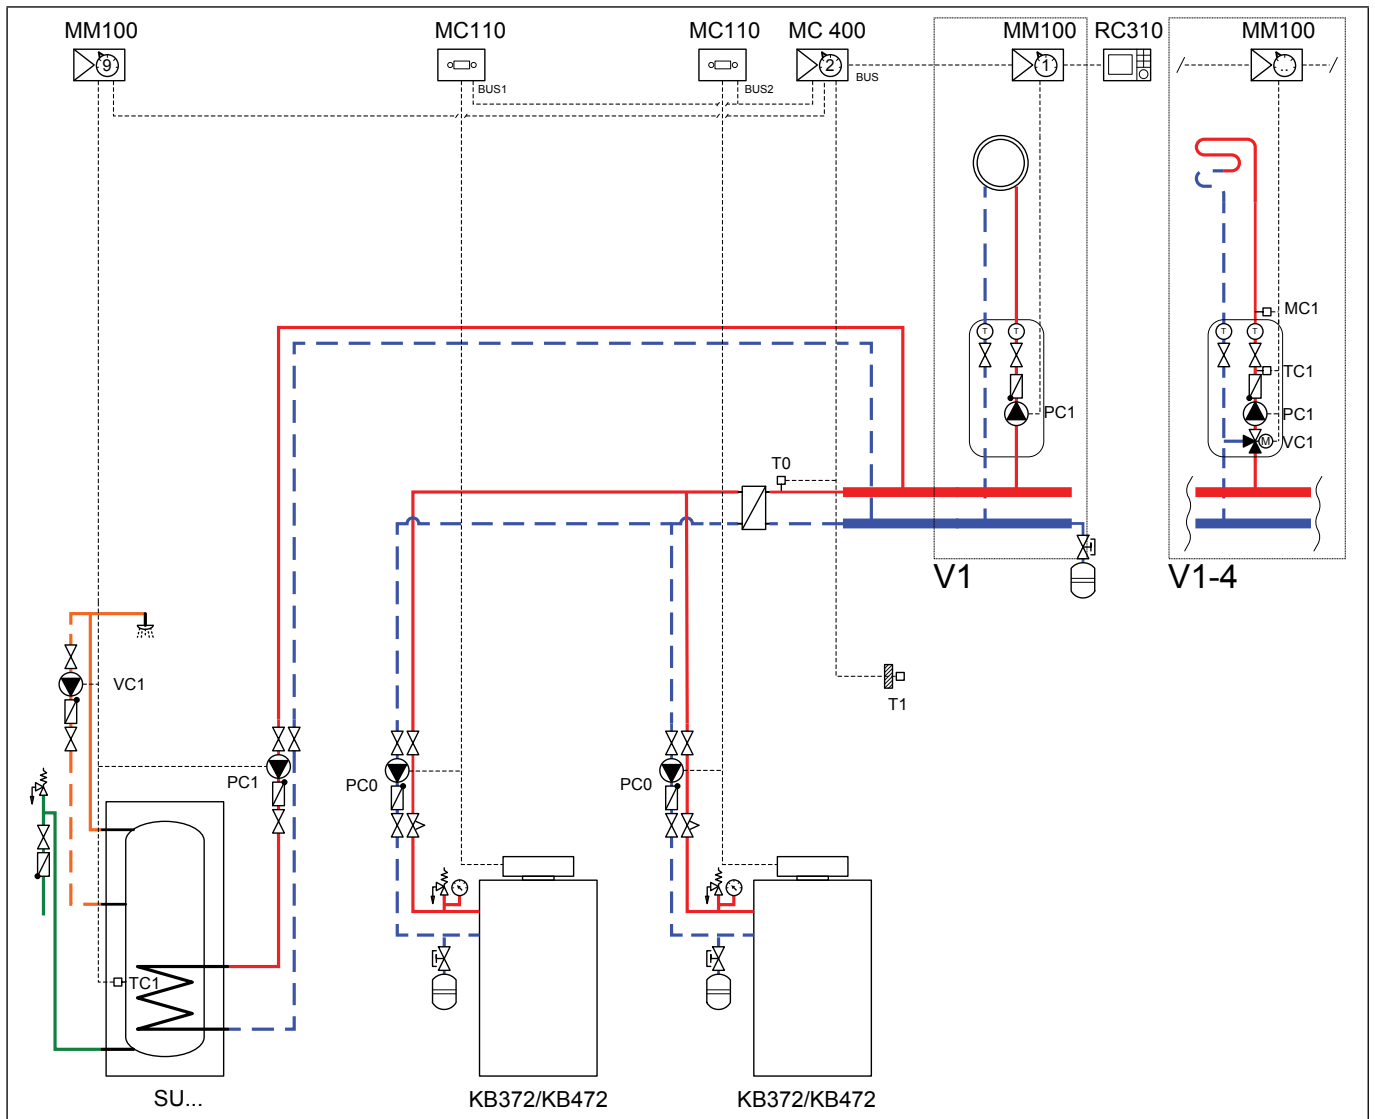 MM100
MC110
MC110
MC 400
MM100
RC310
MM100
9
2
1
..
BUS1
BUS2
BUS
T
T
T
T
MC1
TC1
PC1
PC1
M
VC1
T0
V1
V1-4
VC1
T1
PC1
PC0
PC0
TC1
SU...
KB372/KB472
KB372/KB472